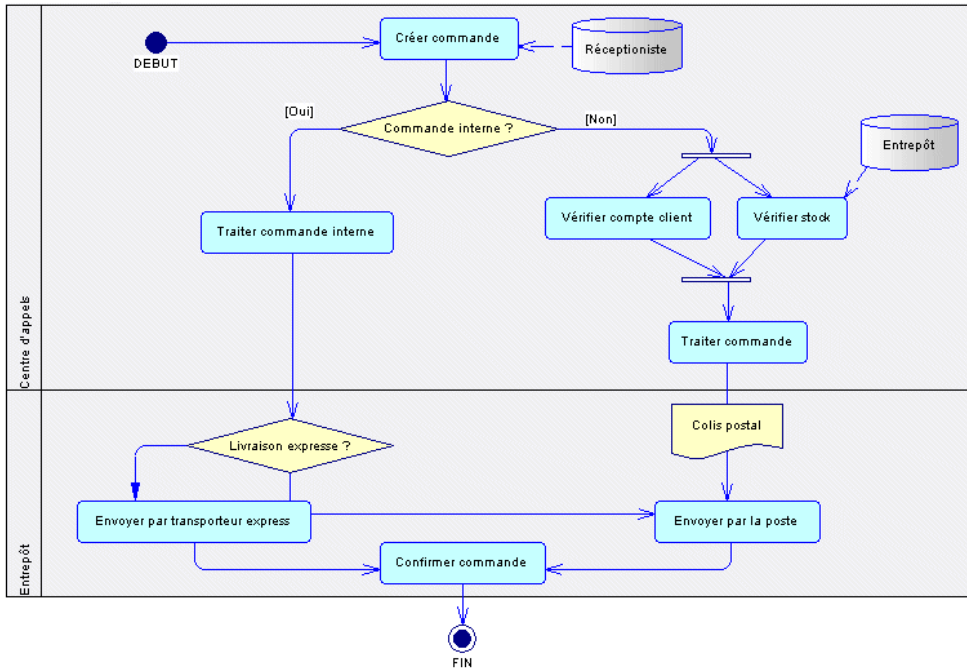 Créer commande
Réceptioniste
DEBUT
[Oui]
Commande interne ?
[Non]
Entrepôt
Traiter commande interne
Vérifier compte client
Vérifier stock
Traiter commande
Centre d'appels
Colis postal
Livraison expresse ?
Envoyer par transporteur express
Envoyer par la poste
Confirmer commande
Entrepôt
FIN